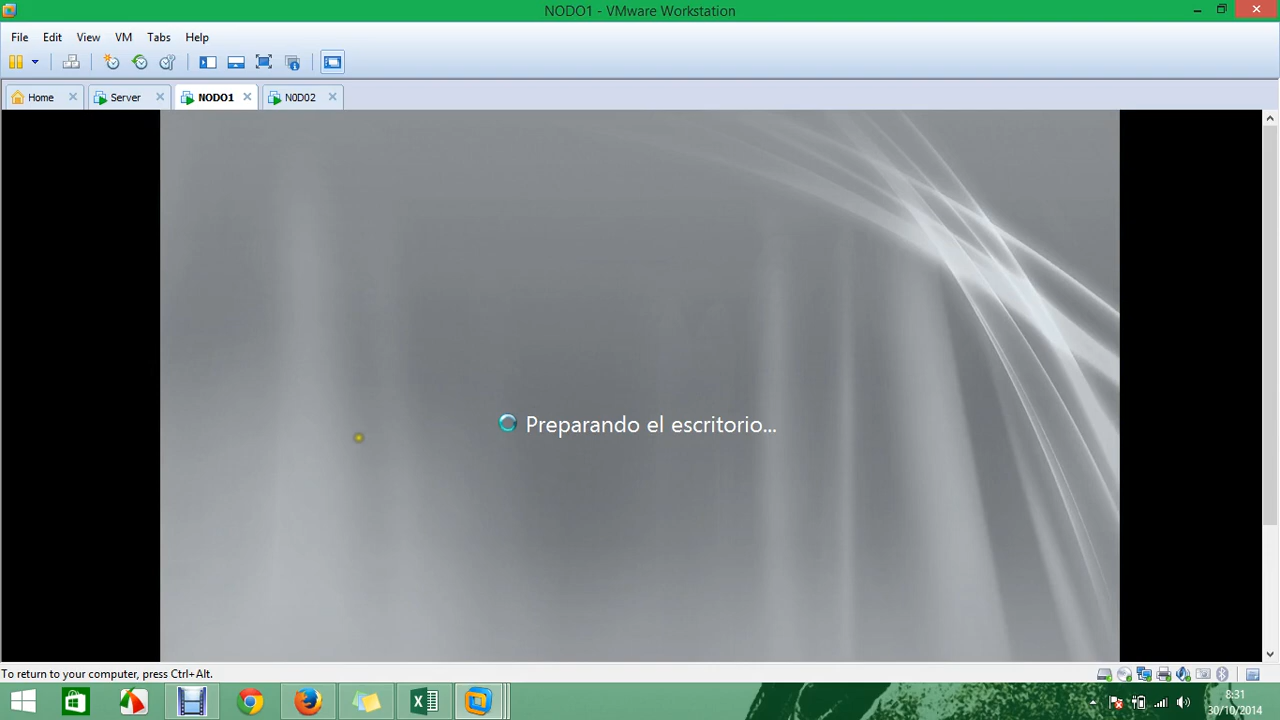 NODO1 - VMware Workstation
File Edit View VM Tabs Help
Home Server NODO1 N0D02
Preparando el escritorio...
To return to your computer, press Ctrl+Alt.
8:31
30/10/2014